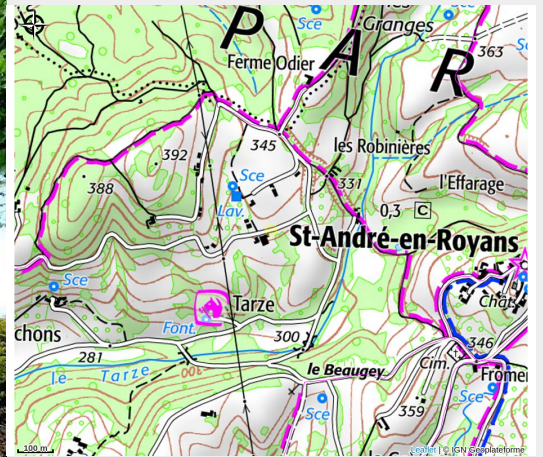 P A R
Sce
les Granges
363
Ferme Odier
345
les Robinières
392
388
Sce
Lav.
331
l'Effarage
0,3 C
St-André-en-Royans
Sce
Tarze
Chât.
chons
Font.
300
281
346
le Tarze
le Beaugey
Cim.
Sce
Sce
359
100 m
Leaflet | © IGN Geoplateforme